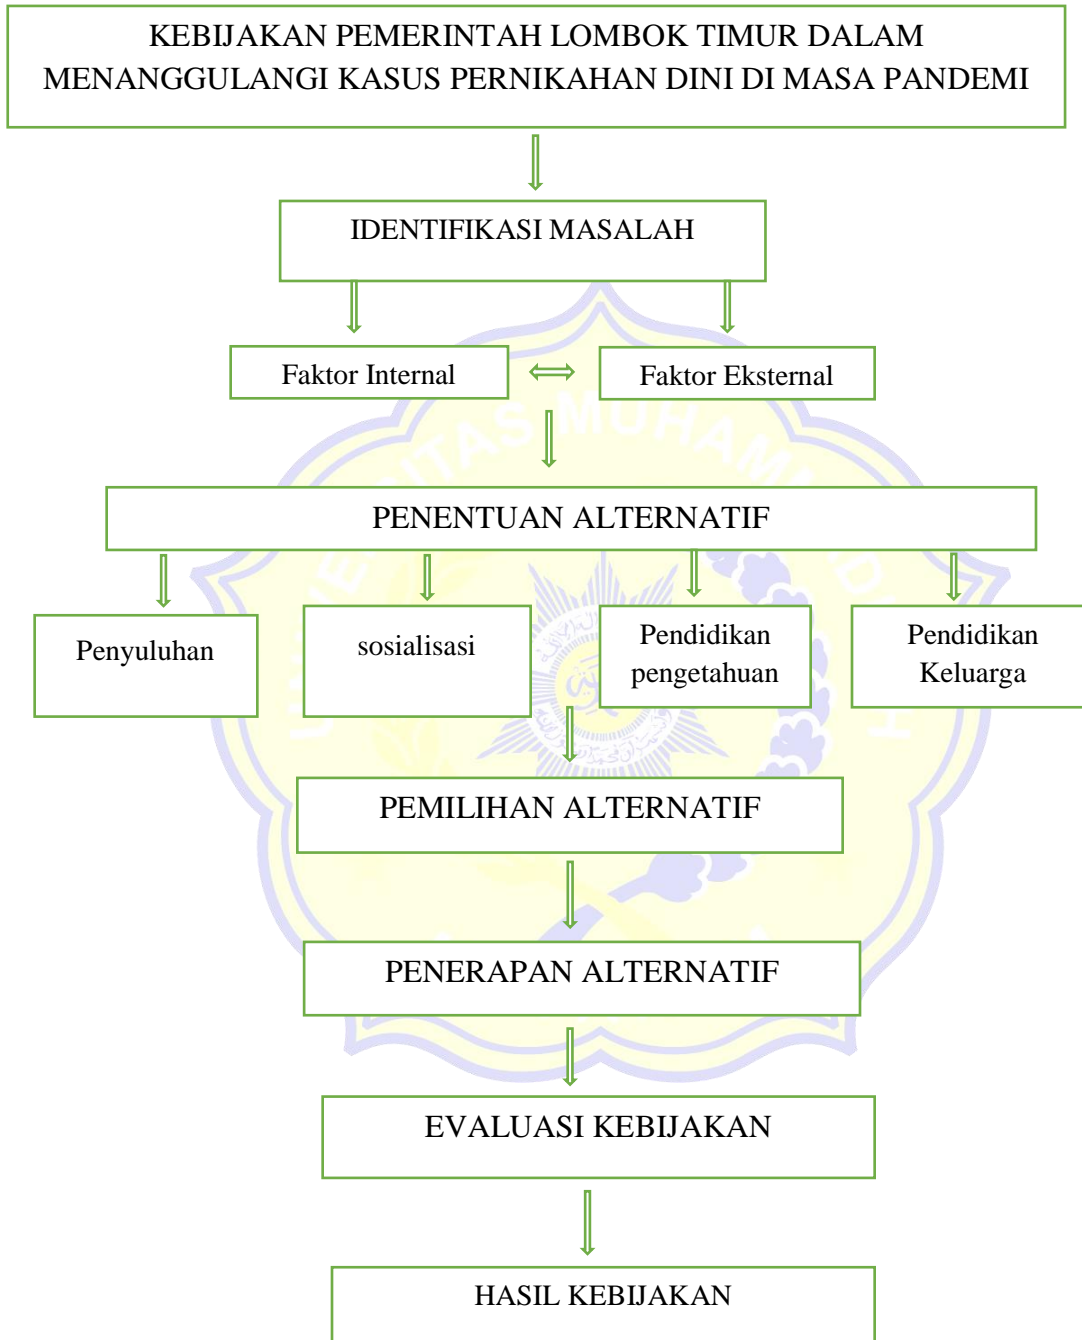 KEBIJAKAN PEMERINTAH LOMBOK TIMUR DALAM
MENANGGULANGI KASUS PERNIKAHAN DINI DI MASA PANDEMI
IDENTIFIKASI MASALAH
Faktor Internal
Faktor Eksternal
PENENTUAN ALTERNATIF
Penyuluhan
sosialisasi
Pendidikan
pengetahuan
Pendidikan
Keluarga
PEMILIHAN ALTERNATIF
PENERAPAN ALTERNATIF
EVALUASI KEBIJAKAN
HASIL KEBIJAKAN